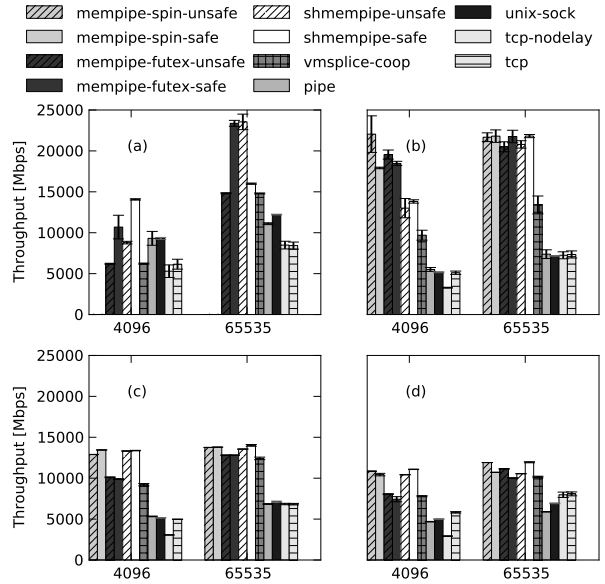 mempipe-spin-unsafe shmempipe-unsafe unix-sock
mempipe-spin-safe shmempipe-safe tcp-nodelay
mempipe-futex-unsafe vmsplice-coop tcp
mempipe-futex-safe pipe
25000
20000
15000
10000
5000
0
Throughput [Mbps]
(a)
4096 65535
(b)
4096 65535
25000
20000
15000
10000
5000
0
Throughput [Mbps]
(c)
4096 65535
(d)
4096 65535